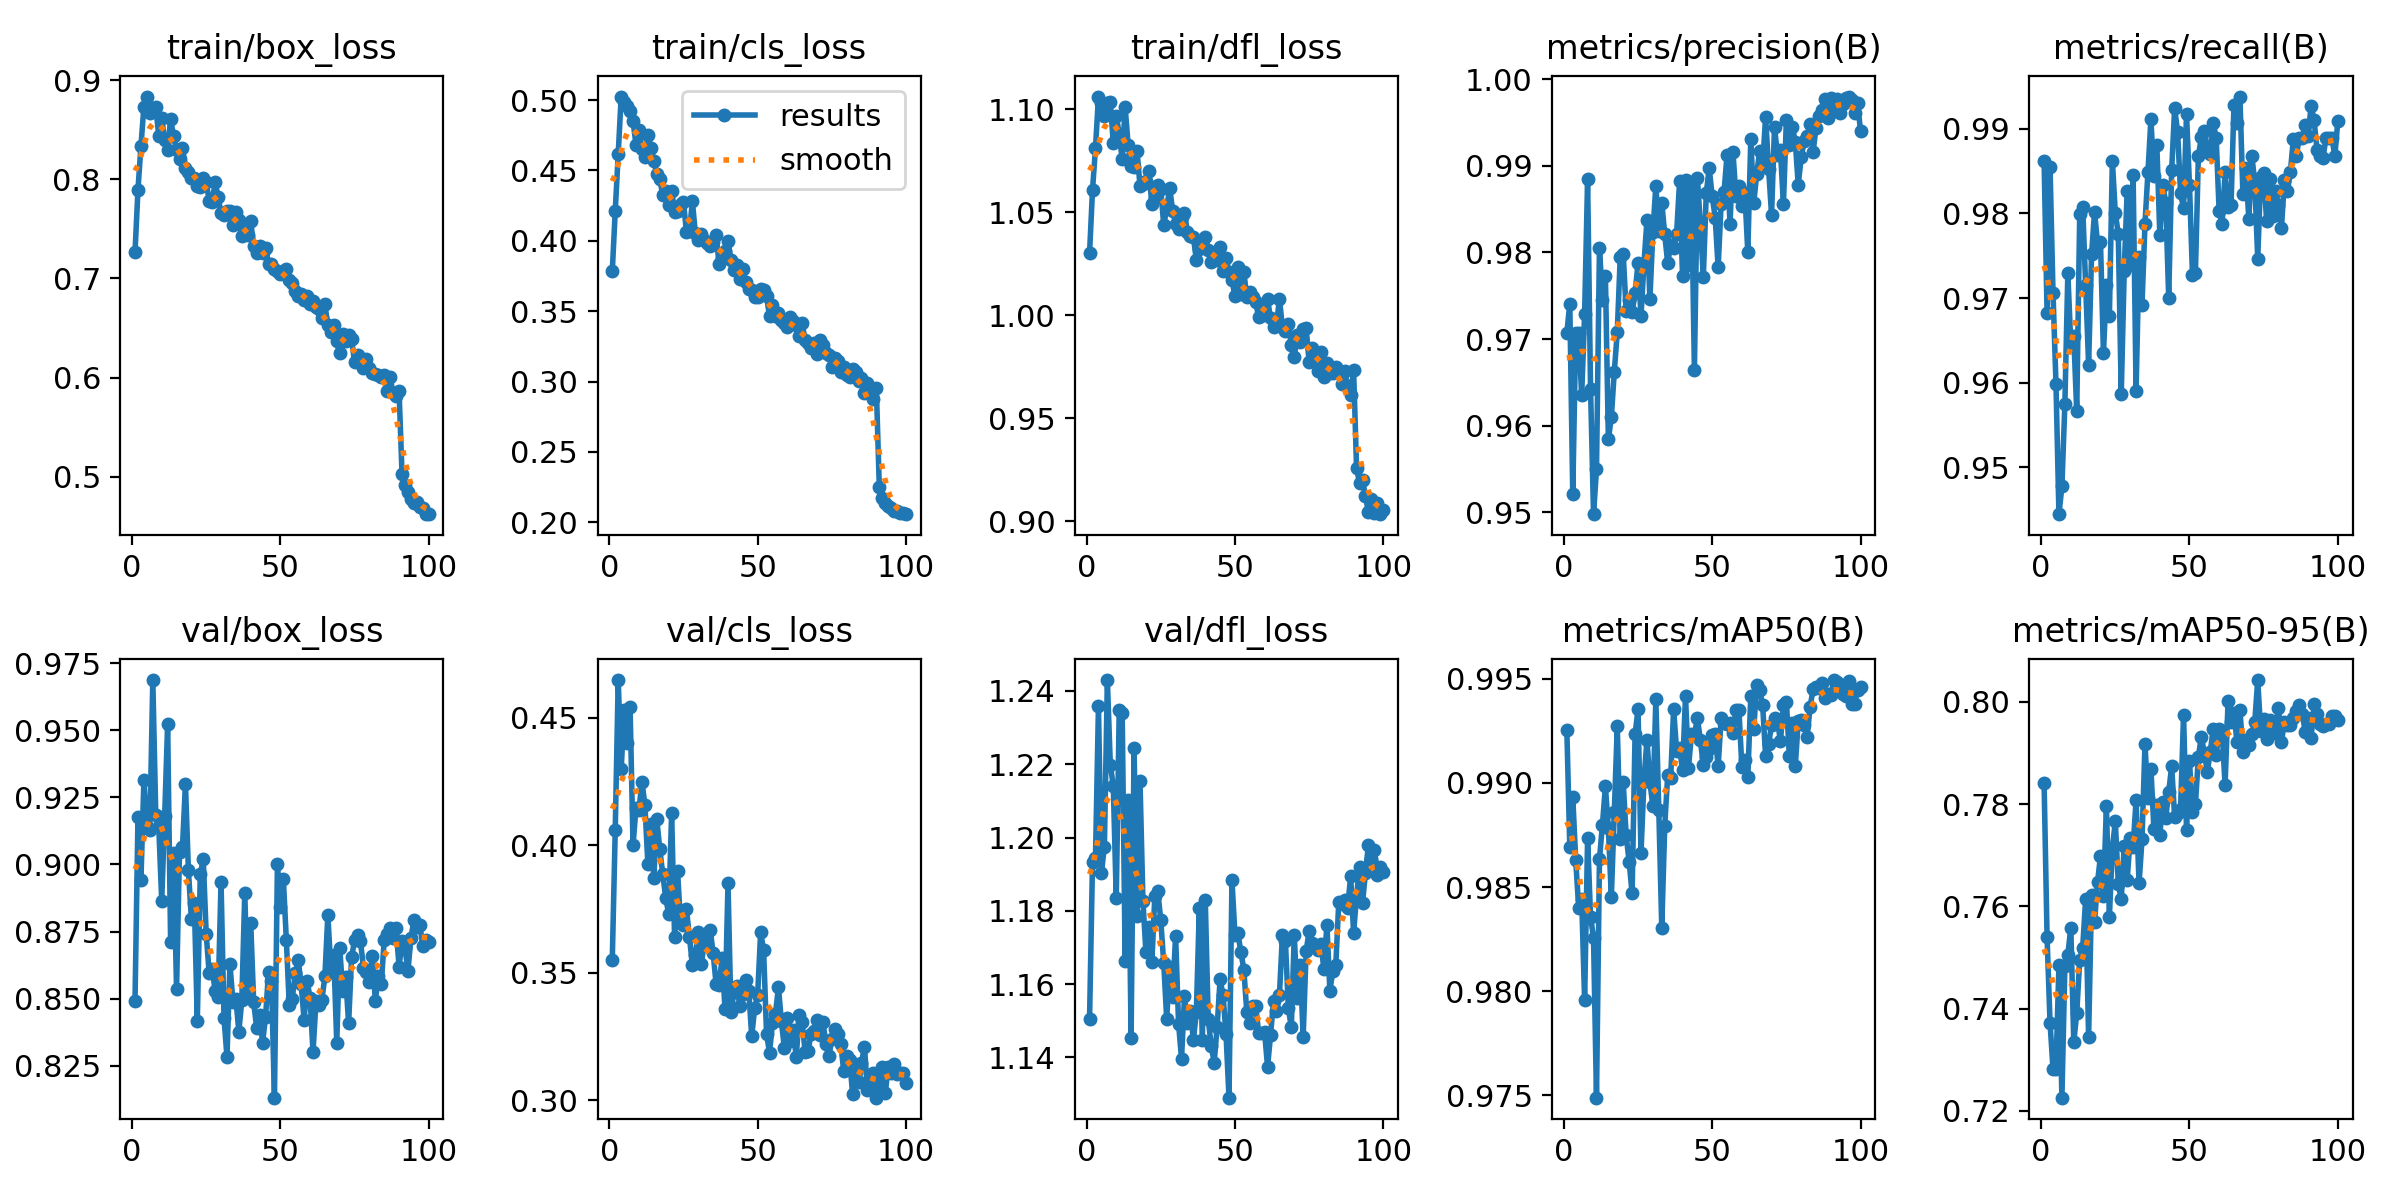 train/box_loss
0.9
0.8
0.7
0.6
0.5
0 50 100
train/cls_loss
results
smooth
0.50
0.45
0.40
0.35
0.30
0.25
0.20
0 50 100
train/dfl_loss
1.10
1.05
1.00
0.95
0.90
0 50 100
metrics/precision(B)
1.00
0.99
0.98
0.97
0.96
0.95
0 50 100
metrics/recall(B)
0.99
0.98
0.97
0.96
0.95
0 50 100
val/box_loss
0.975
0.950
0.925
0.900
0.875
0.850
0.825
0 50 100
val/cls_loss
0.45
0.40
0.35
0.30
0 50 100
val/dfl_loss
1.24
1.22
1.20
1.18
1.16
1.14
0 50 100
metrics/mAP50(B)
0.995
0.990
0.985
0.980
0.975
0 50 100
metrics/mAP50-95(B)
0.80
0.78
0.76
0.74
0.72
0 50 100